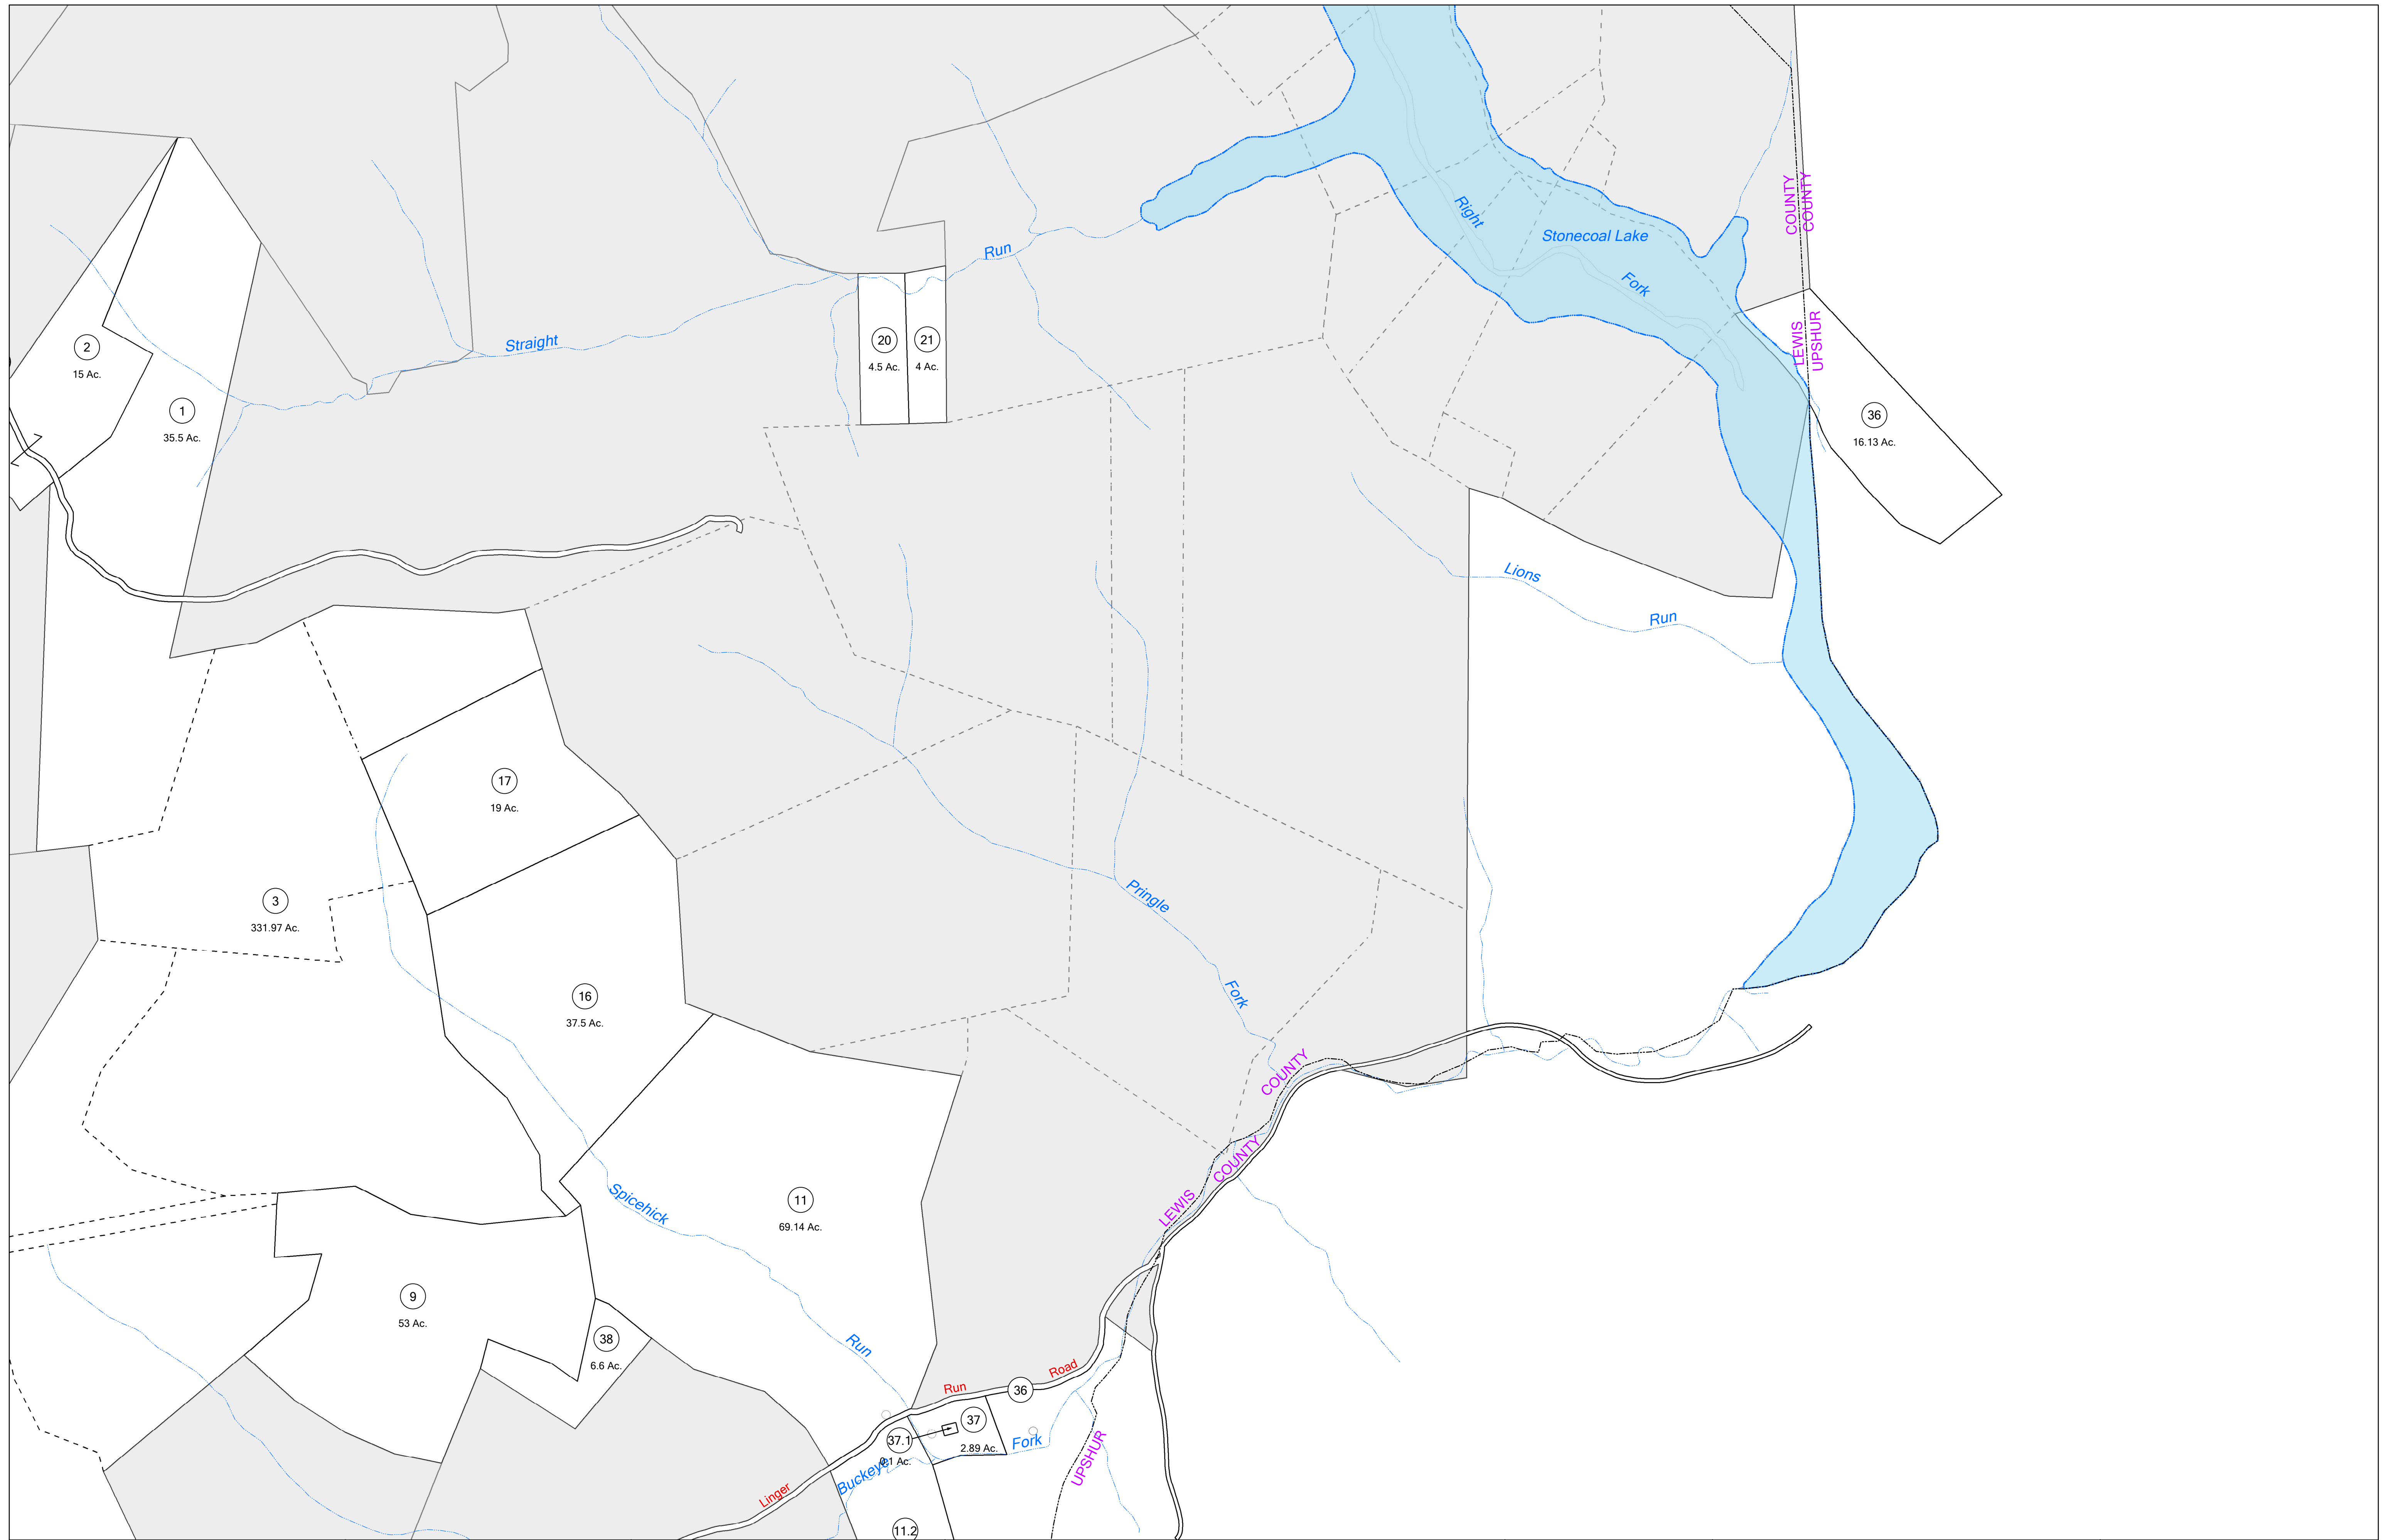 COUNTY
COUNTY
Right
Stonecoal Lake
Run
Fork
LEWIS
UPSHUR
Straight
20
4.5 Ac.
21
4 Ac.
2
15 Ac.
1
35.5 Ac.
36
16.13 Ac.
Lions
Run
17
19 Ac.
3
331.97 Ac.
Pringle
Fork
16
37.5 Ac.
COUNTY
COUNTY
LEWIS
Spicehick
11
69.14 Ac.
9
53 Ac.
38
6.6 Ac.
Run
Road
Run
36
37
2.89 Ac.
37.1
Fork
Buckeye
UPSHUR
Linger
11.2